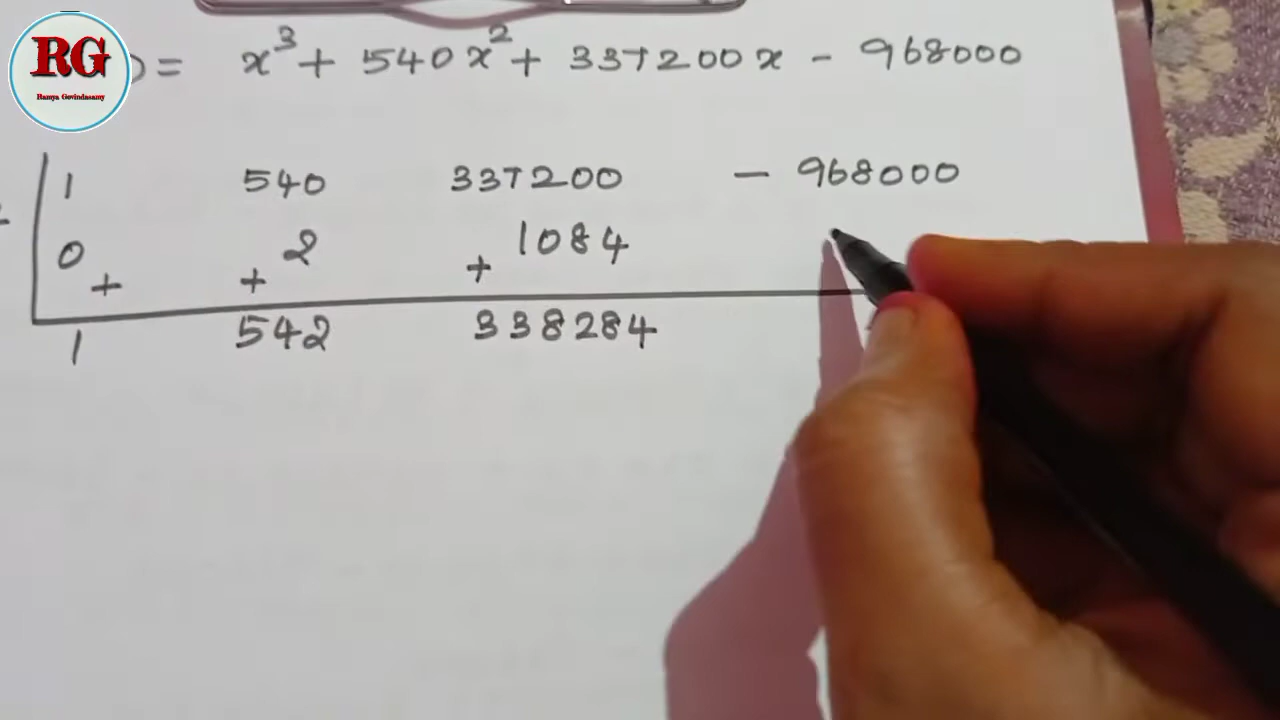 RG
Ramya Govindasamy
) = x³ + 540x² + 337200x - 968000
1 540 337200 - 968000
0 2 1084
+ + +
1 542 338284